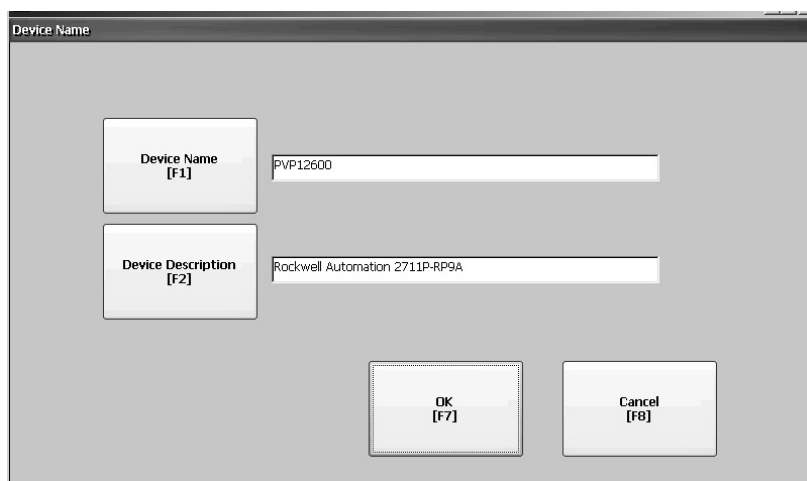 Device Name
Device Name
[F1]
PVP12600
Device Description
[F2]
Rockwell Automation 2711P-RP9A
OK
[F7]
Cancel
[F8]